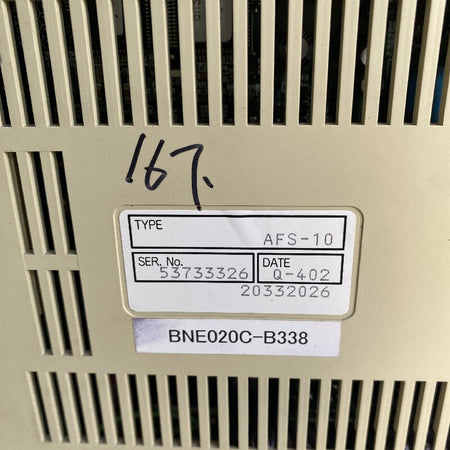 167.
TYPE
AFS-10
SER. No. DATE
53733326 Q-402
20332026
BNE020C-B338